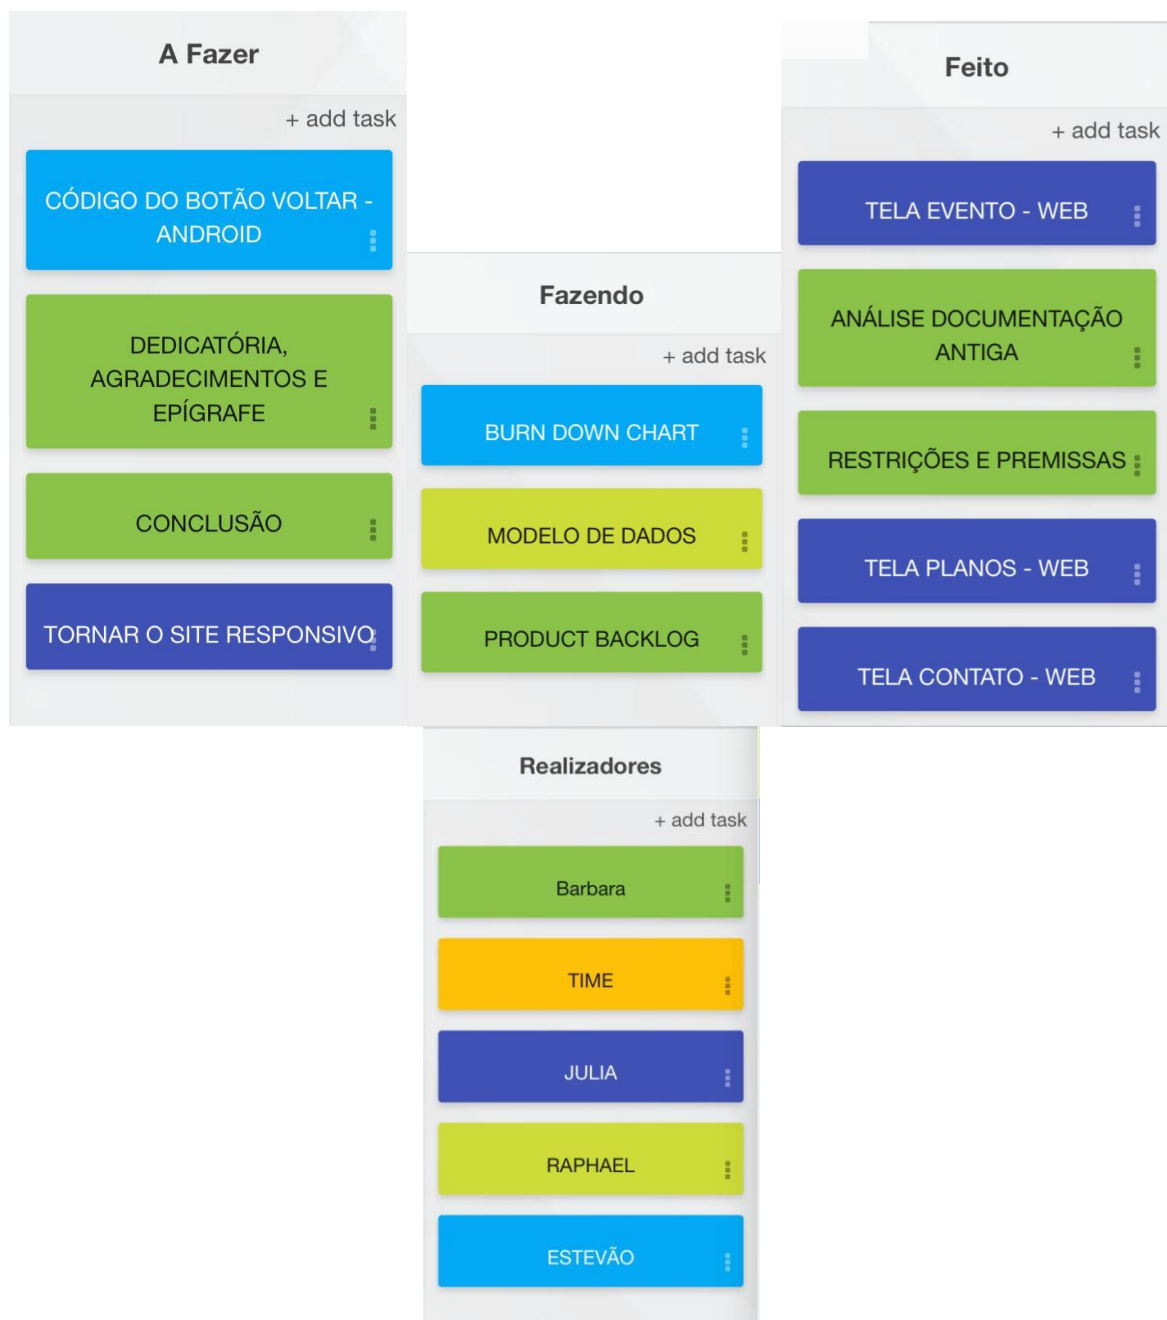 A Fazer
+ add task
CÓDIGO DO BOTÃO VOLTAR -
ANDROID
DEDICATÓRIA,
AGRADECIMENTOS E
EPÍGRAFE
CONCLUSÃO
TORNAR O SITE RESPONSIVO
Fazendo
+ add task
BURN DOWN CHART
MODELO DE DADOS
PRODUCT BACKLOG
Feito
+ add task
TELA EVENTO - WEB
ANÁLISE DOCUMENTAÇÃO
ANTIGA
RESTRIÇÕES E PREMISSAS
TELA PLANOS - WEB
TELA CONTATO - WEB
Realizadores
+ add task
Barbara
TIME
JULIA
RAPHAEL
ESTEVÃO